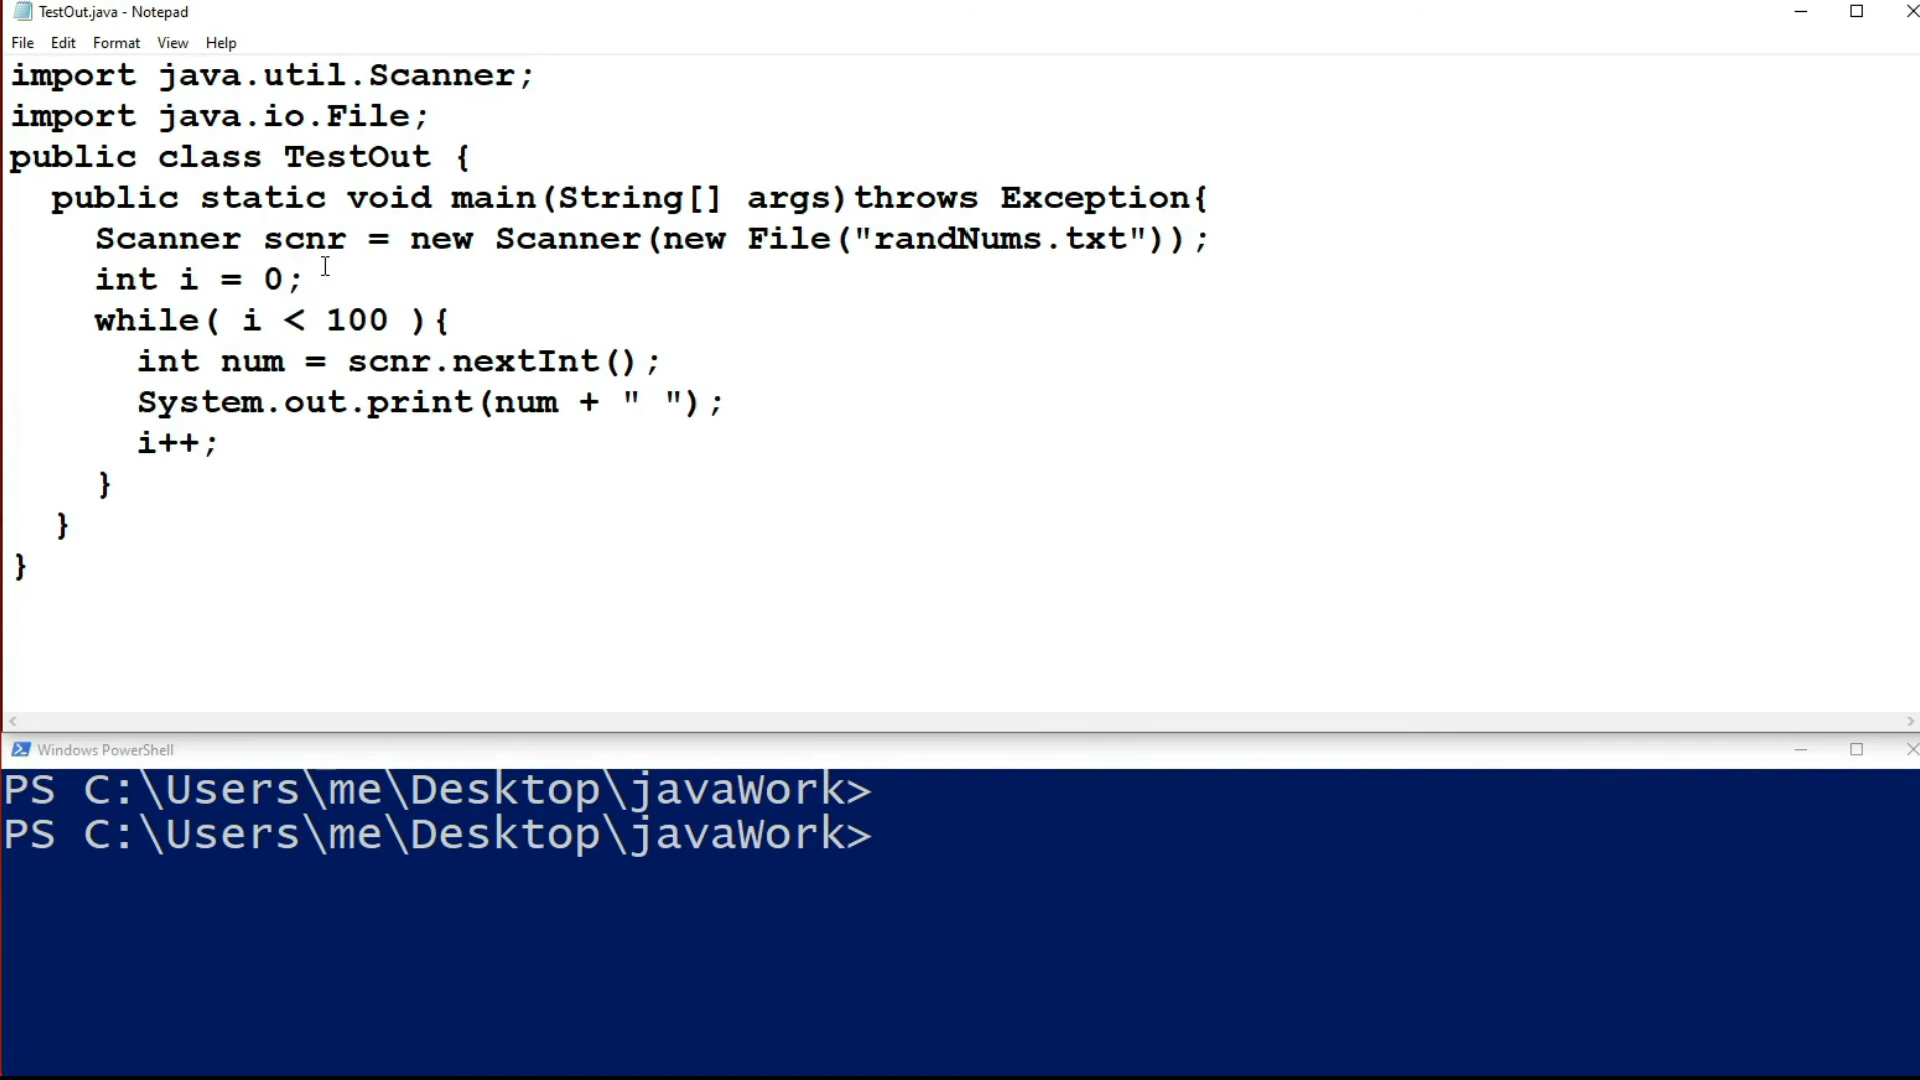 TestOut.java - Notepad
File Edit Format View Help
import java.util.Scanner;
import java.io.File;
public class TestOut {
   public static void main(String[] args)throws Exception{
      Scanner scnr = new Scanner(new File("randNums.txt"));
      int i = 0;
      while( i < 100 ){
         int num = scnr.nextInt();
         System.out.print(num + " ");
         i++;
      }
   }
}
Windows PowerShell
PS C:\Users\me\Desktop\javaWork>
PS C:\Users\me\Desktop\javaWork>